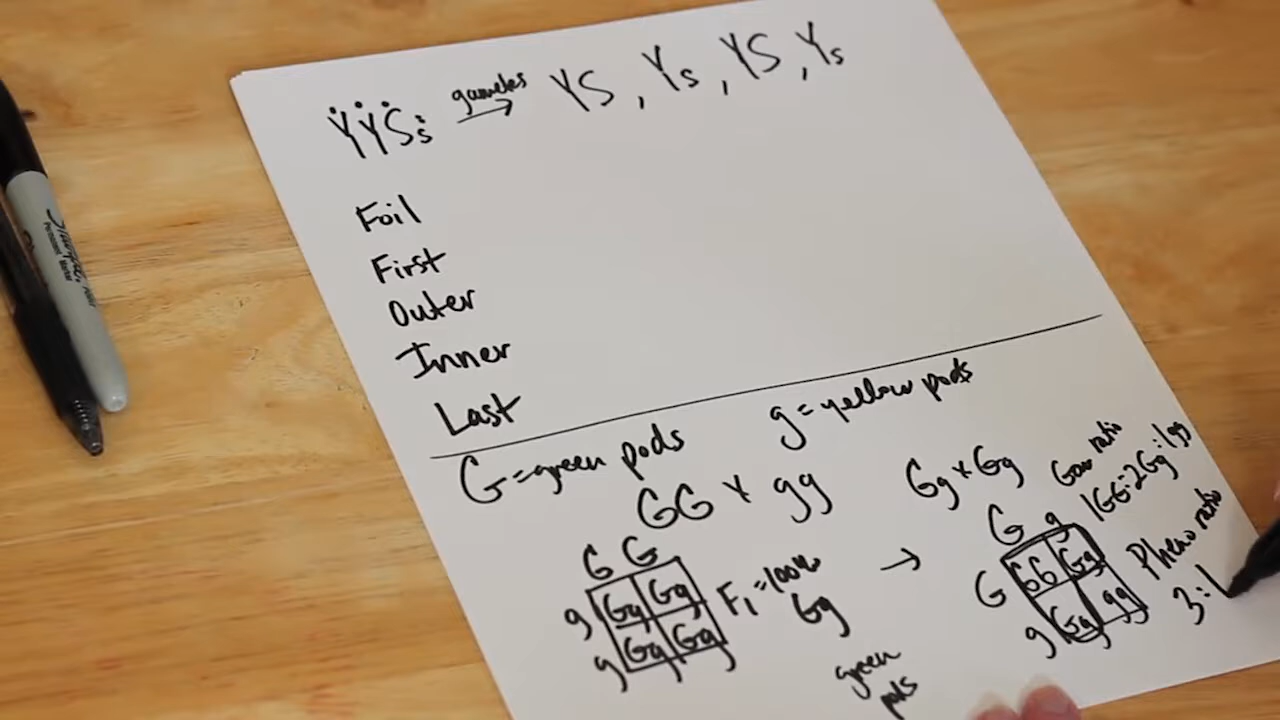 YYSs gametes → YS, Ys, YS, Ys
Foil
First
Outer
Inner
Last
G=green pods
g=yellow pods
GG x gg
G G
g Gg Gg
g Gg Gg
F1=100%
Gg
green
pods
→
Gg x Gg
G g
G GG Gg
g Gg gg
Geno ratio
1GG:2Gg:1gg
Pheno ratio
3:1
Sharpie